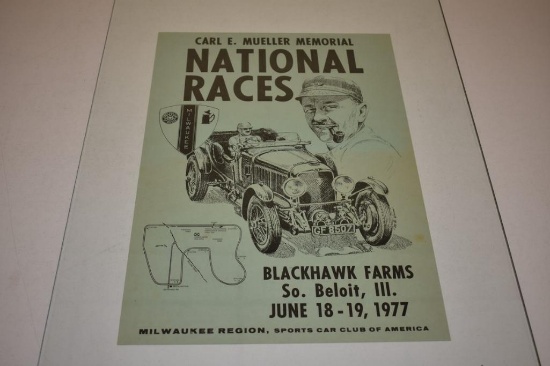 CARL E. MUELLER MEMORIAL
NATIONAL
RACES
MILWAUKEE
GF 8507
BLACKHAWK FARMS
So. Beloit, Ill.
JUNE 18-19, 1977
MILWAUKEE REGION, SPORTS CAR CLUB OF AMERICA